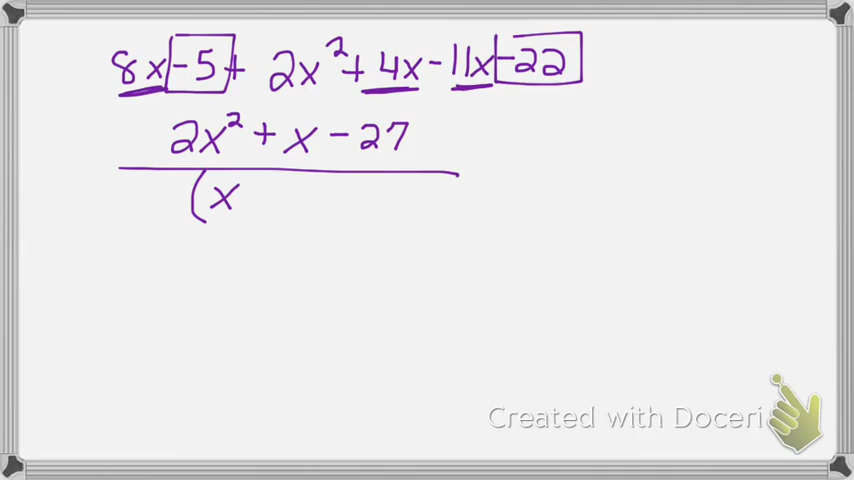 8x - 5 + 2x² + 4x - 11x - 22
2x² + x - 27
(x
Created with Doceri